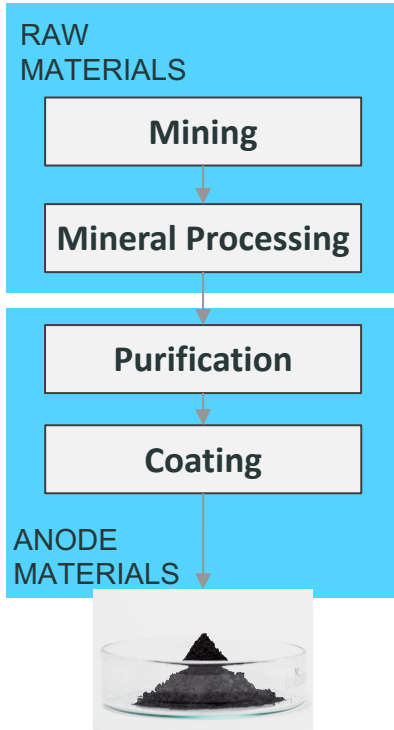 RAW
MATERIALS
Mining
Mineral Processing
Purification
Coating
ANODE
MATERIALS